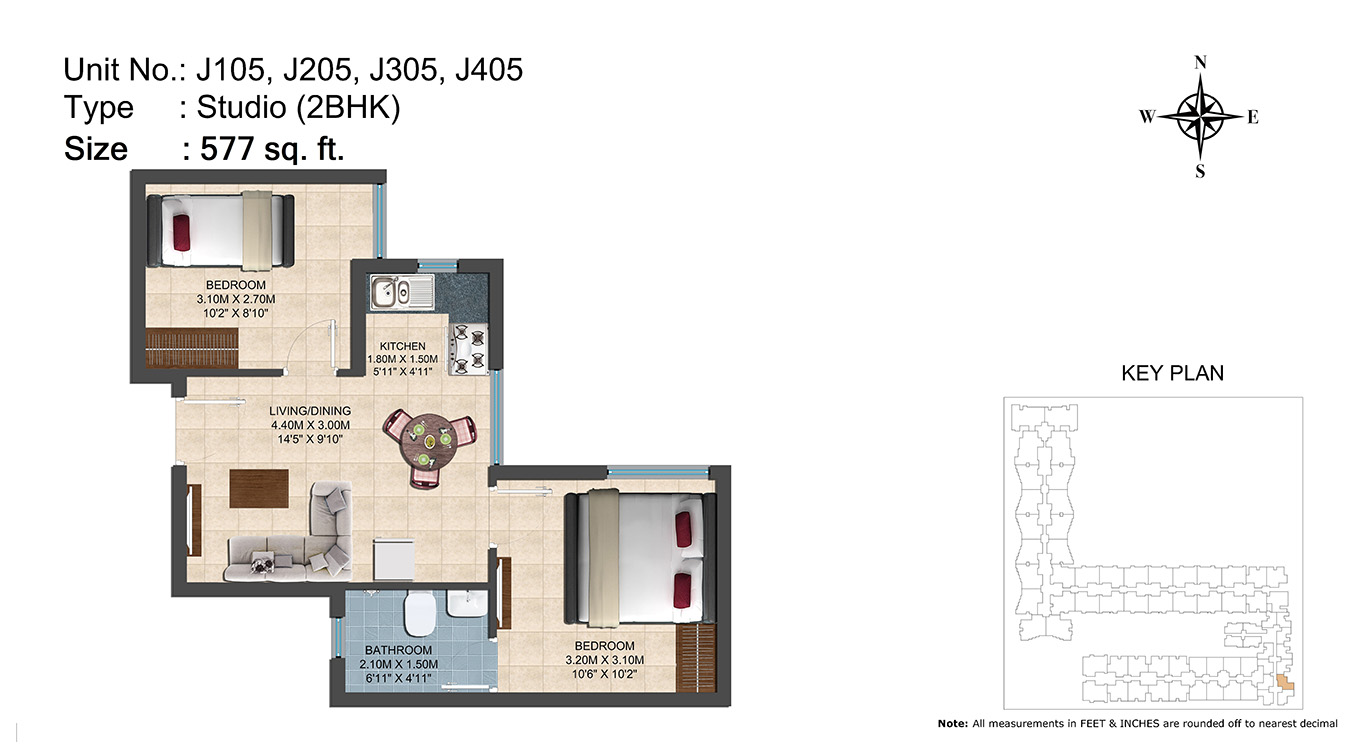 Unit No.: J105, J205, J305, J405
Type : Studio (2BHK)
Size : 577 sq. ft.
N
W E
S
BEDROOM
3.10M X 2.70M
10'2" X 8'10"
KITCHEN
1.80M X 1.50M
5'11" X 4'11"
LIVING/DINING
4.40M X 3.00M
14'5" X 9'10"
BATHROOM
2.10M X 1.50M
6'11" X 4'11"
BEDROOM
3.20M X 3.10M
10'6" X 10'2"
KEY PLAN
Note: All measurements in FEET & INCHES are rounded off to nearest decimal